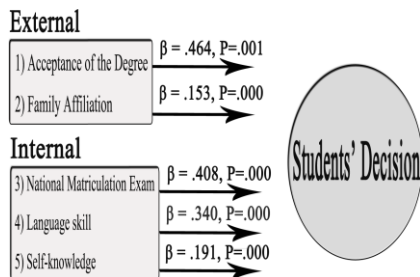 External
1) Acceptance of the Degree
β = .464, P=.001
2) Family Affiliation
β = .153, P=.000
Internal
3) National Matriculation Exam
β = .408, P=.000
4) Language skill
β = .340, P=.000
5) Self-knowledge
β = .191, P=.000
Students' Decision